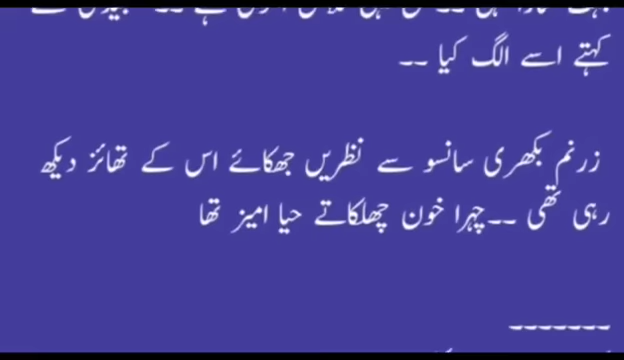 کہتے اسے الگ کیا ۔۔
زرنم بکھری سانسو سے نظریں جھکائے اس کے تھائز دیکھ
رہی تھی ۔۔چہرا خون چھلکاتے حیا امیز تھا
-------